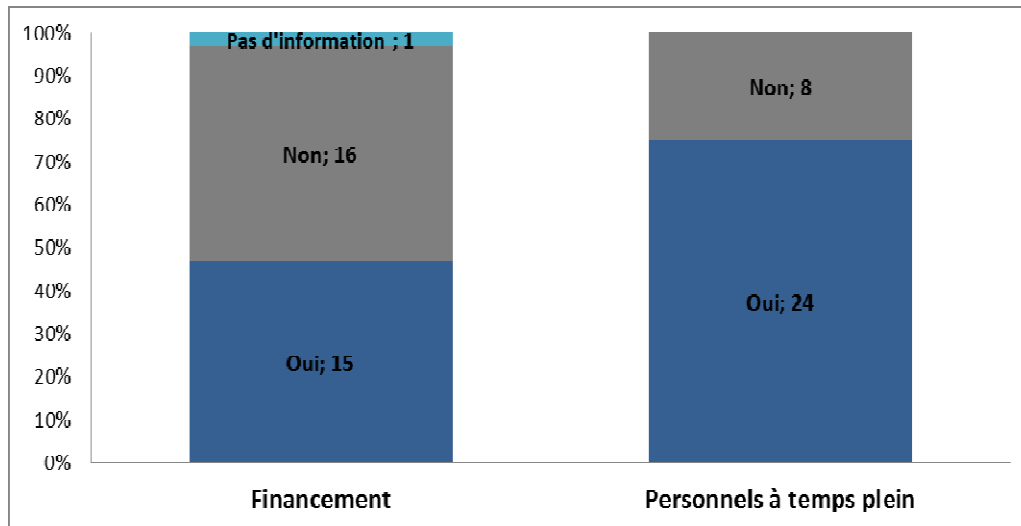 100%
90%
80%
70%
60%
50%
40%
30%
20%
10%
0%
Pas d'information ; 1
Non; 16
Oui; 15
Non; 8
Oui; 24
Financement
Personnels à temps plein